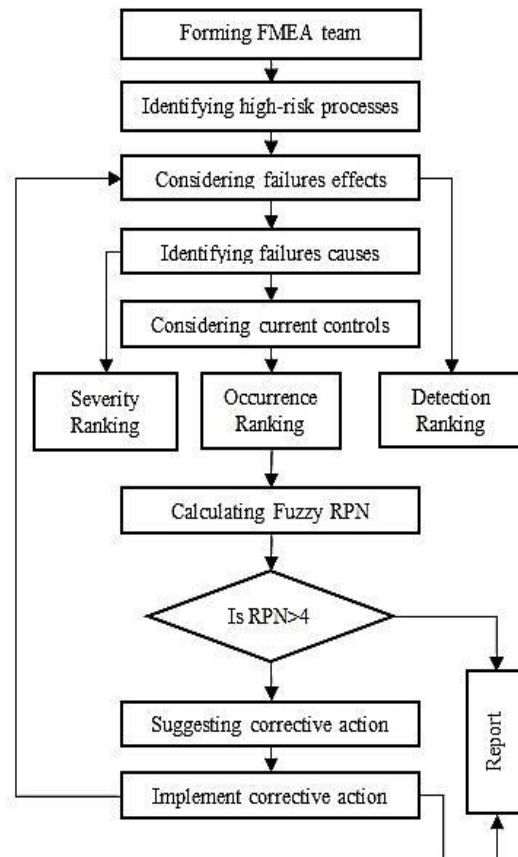 Forming FMEA team
Identifying high-risk processes
Considering failures effects
Identifying failures causes
Considering current controls
Severity
Ranking
Occurrence
Ranking
Detection
Ranking
Calculating Fuzzy RPN
Is RPN>4
Suggesting corrective action
Report
Implement corrective action